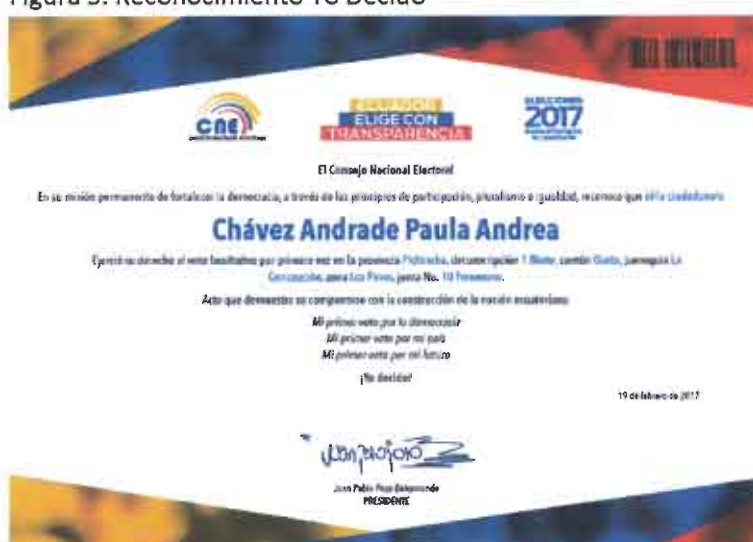 Figura 5. Reconocimiento Yo Decido
CNE
ECUADOR
ELIGE CON
TRANSPARENCIA
ELECCIONES
2017
El Consejo Nacional Electoral
En su misión permanente de fortalecer la democracia, a través de los principios de participación, pluralismo e igualdad, reconoce que el/la ciudadana/o
Chávez Andrade Paula Andrea
Ejerció su derecho al voto facultativo por primera vez en la provincia Pichincha, circunscripción 1 Norte, cantón Quito, parroquia La
Concepción, zona Los Pinos, junta No. 10 Femenino.
Acto que demuestra su compromiso con la construcción de la nación ecuatoriana
Mi primer voto por la democracia
Mi primer voto por mi país
Mi primer voto por mi futuro
¡Yo decido!
19 de febrero de 2017
Juan Pablo Pozo Bahamonde
PRESIDENTE